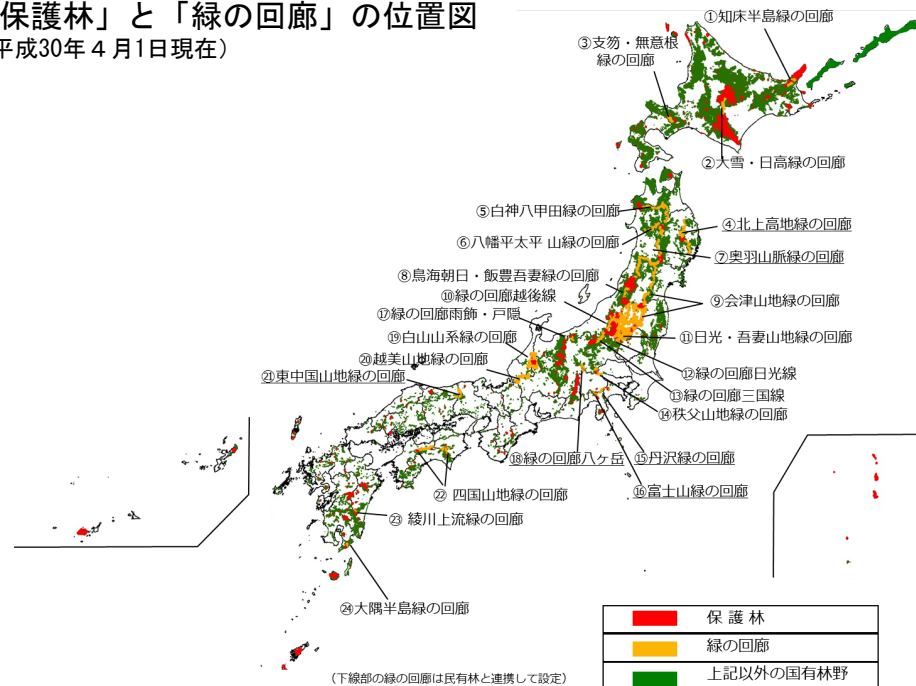 保護林」と「緑の回廊」の位置図
平成30年４月1日現在）
①知床半島緑の回廊
③支笏・無意根
緑の回廊
②大雪・日高緑の回廊
⑤白神八甲田緑の回廊
④北上高地緑の回廊
⑥八幡平太平 山緑の回廊
⑦奥羽山脈緑の回廊
⑧鳥海朝日・飯豊吾妻緑の回廊
⑩緑の回廊越後線
⑨会津山地緑の回廊
⑰緑の回廊雨飾・戸隠
⑲白山山系緑の回廊
⑪日光・吾妻山地緑の回廊
⑳越美山地緑の回廊
㉑東中国山地緑の回廊
⑫緑の回廊日光線
⑬緑の回廊三国線
⑭秩父山地緑の回廊
⑱緑の回廊八ヶ岳
⑮丹沢緑の回廊
⑯富士山緑の回廊
㉒ 四国山地緑の回廊
㉓ 綾川上流緑の回廊
㉔大隅半島緑の回廊
保 護 林
緑の回廊
上記以外の国有林野
（下線部の緑の回廊は民有林と連携して設定）